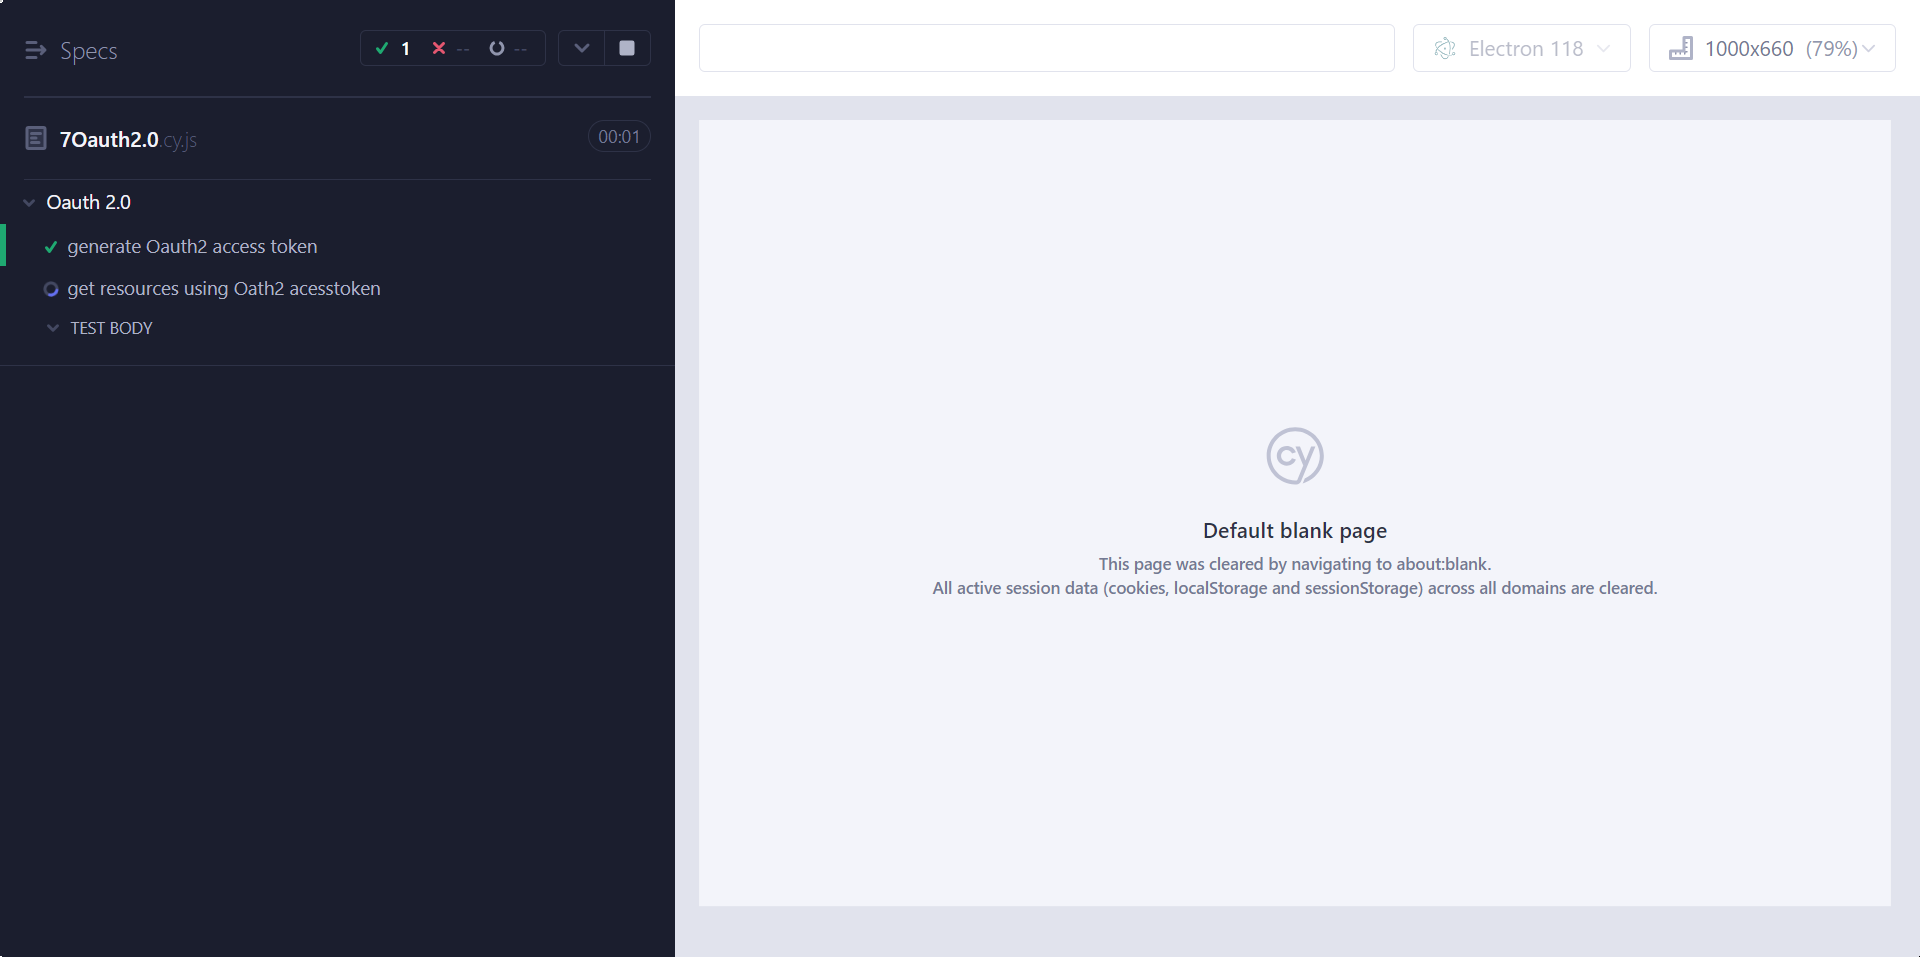 Specs
1 -- --
7Oauth2.0.cy.js
00:01
Oauth 2.0
generate Oauth2 access token
get resources using Oath2 acesstoken
TEST BODY
Electron 118
1000x660 (79%)
cy
Default blank page
This page was cleared by navigating to about:blank.
All active session data (cookies, localStorage and sessionStorage) across all domains are cleared.